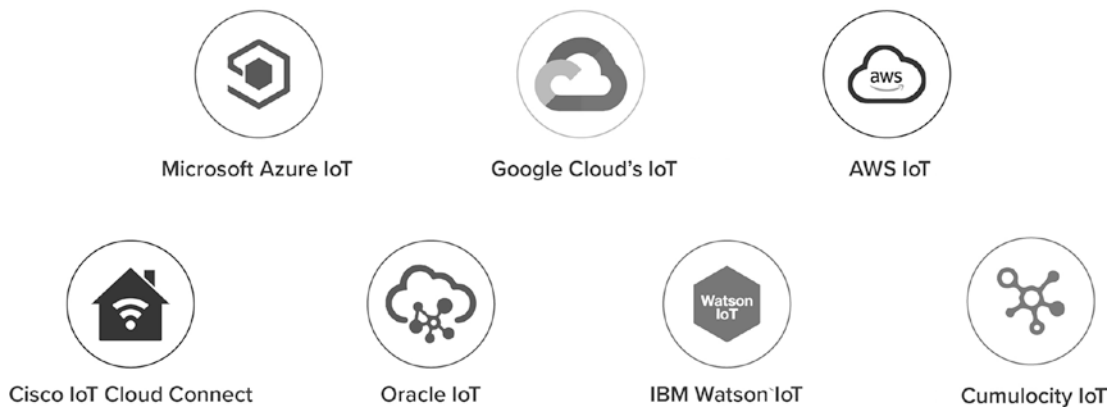 aws
Microsoft Azure IoT
Google Cloud's IoT
AWS IoT
Watson
IoT
Cisco IoT Cloud Connect
Oracle IoT
IBM Watson IoT
Cumulocity IoT